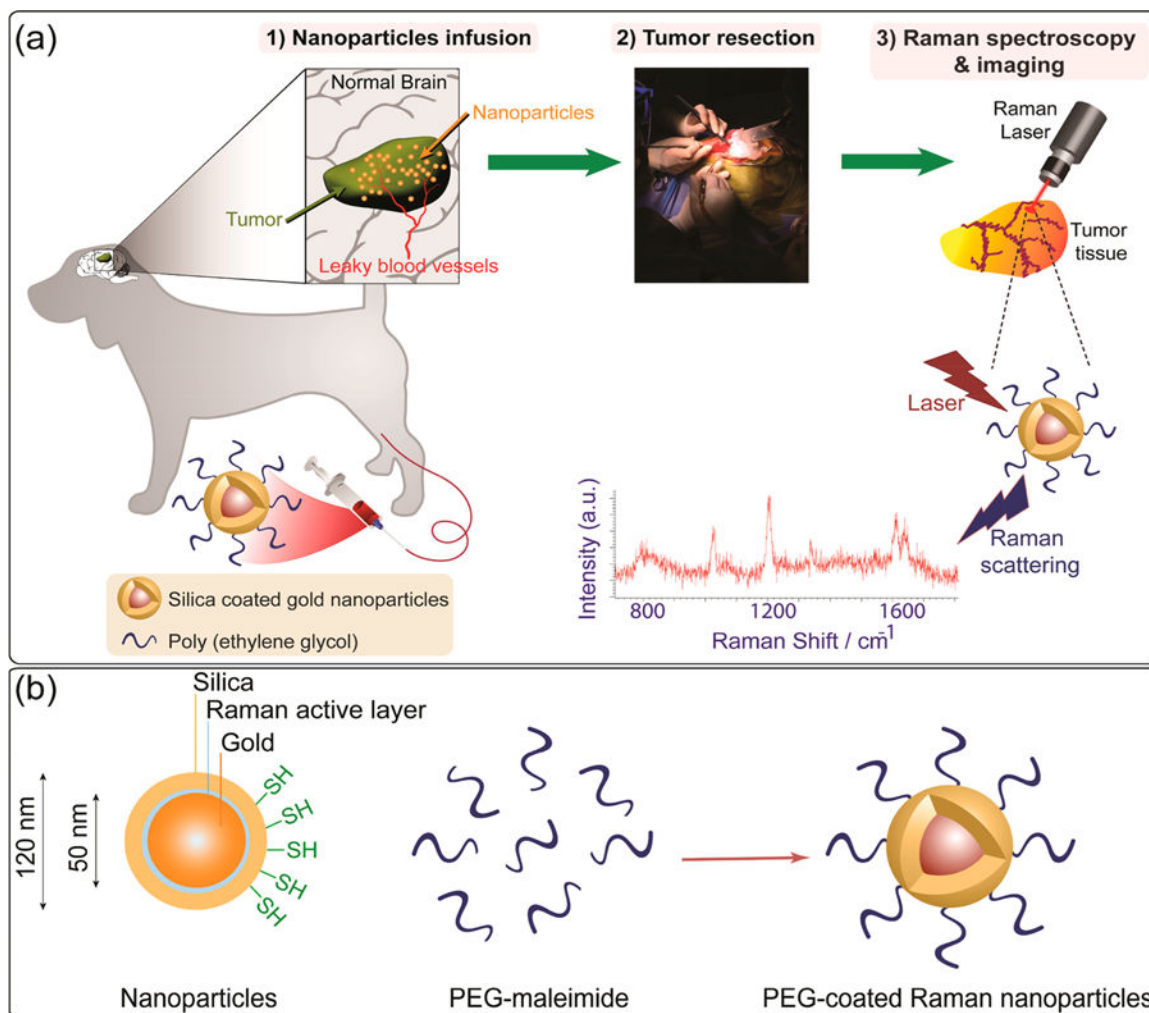 (a)
1) Nanoparticles infusion
2) Tumor resection
3) Raman spectroscopy
& imaging
Normal Brain
Nanoparticles
Tumor
Leaky blood vessels
Raman
Laser
Tumor
tissue
Laser
Raman
scattering
Intensity (a.u.)
800
1200
1600
Raman Shift / cm-1
Silica coated gold nanoparticles
Poly (ethylene glycol)
(b)
Silica
Raman active layer
Gold
120 nm
50 nm
SH
SH
SH
SH
SH
Nanoparticles
PEG-maleimide
PEG-coated Raman nanoparticles